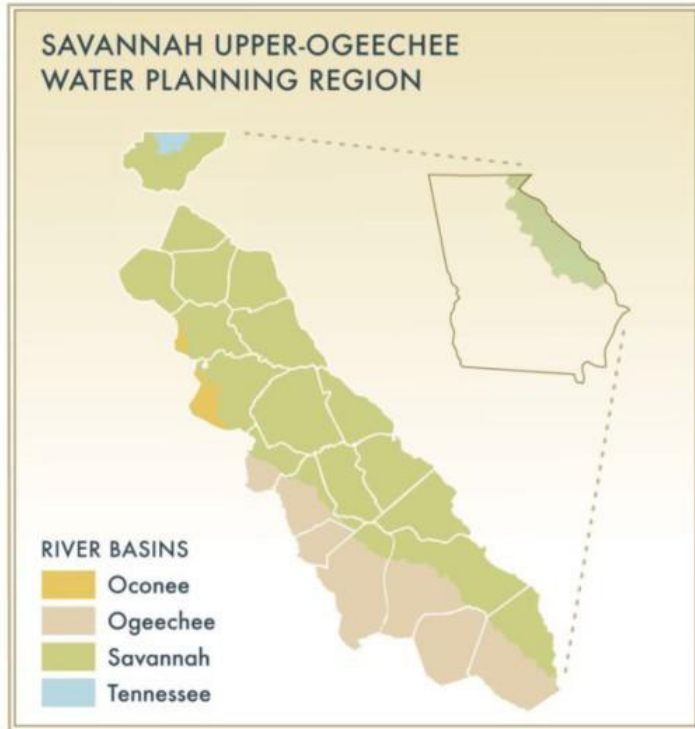 SAVANNAH UPPER-OGEECHEE
WATER PLANNING REGION
RIVER BASINS
Oconee
Ogeechee
Savannah
Tennessee